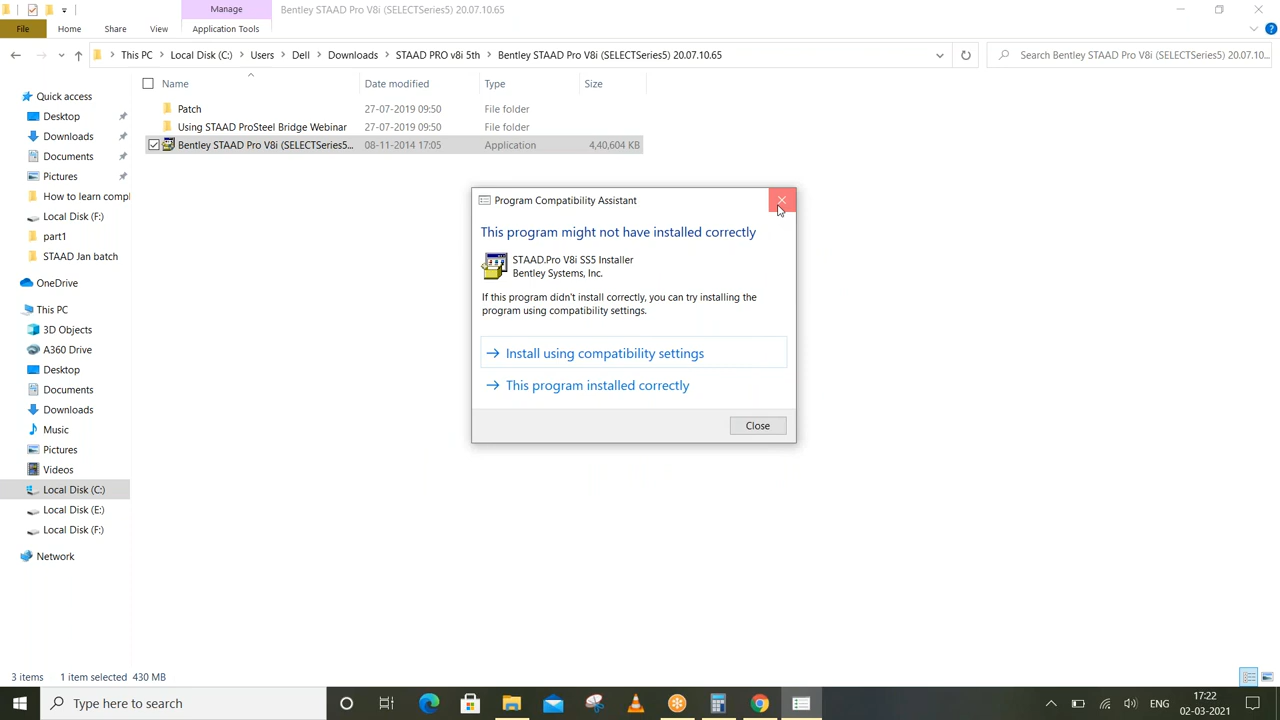 Manage
Bentley STAAD Pro V8i (SELECTSeries5) 20.07.10.65
File
Home
Share
View
Application Tools
This PC
Local Disk (C:)
Users
Dell
Downloads
STAAD PRO v8i 5th
Bentley STAAD Pro V8i (SELECTSeries5) 20.07.10.65
Search Bentley STAAD Pro V8i (SELECTSeries5) 20.07.10...
Name
Date modified
Type
Size
Patch
27-07-2019 09:50
File folder
Using STAAD ProSteel Bridge Webinar
27-07-2019 09:50
File folder
Bentley STAAD Pro V8i (SELECTSeries5...
08-11-2014 17:05
Application
4,40,604 KB
Quick access
Desktop
Downloads
Documents
Pictures
How to learn compl
Local Disk (F:)
part1
STAAD Jan batch
OneDrive
This PC
3D Objects
A360 Drive
Desktop
Documents
Downloads
Music
Pictures
Videos
Local Disk (C:)
Local Disk (E:)
Local Disk (F:)
Network
Program Compatibility Assistant
This program might not have installed correctly
STAAD.Pro V8i SS5 Installer
Bentley Systems, Inc.
If this program didn't install correctly, you can try installing the
program using compatibility settings.
Install using compatibility settings
This program installed correctly
Close
3 items
1 item selected 430 MB
Type here to search
ENG
17:22
02-03-2021